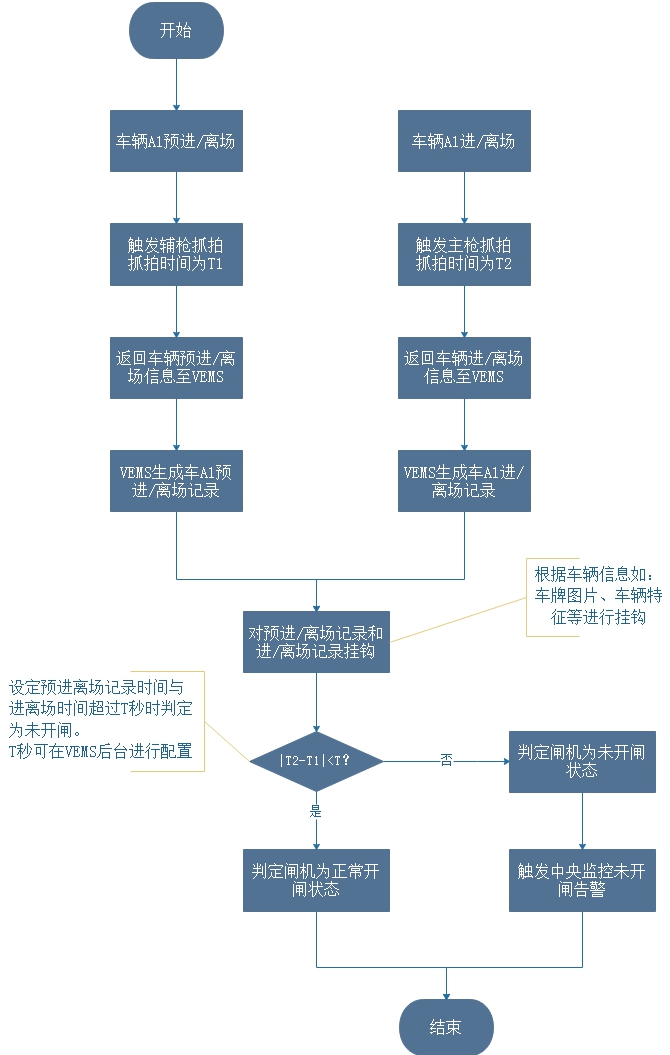 开始
车辆A1预进/离场
车辆A1进/离场
触发辅枪抓拍
抓拍时间为T1
触发主枪抓拍
抓拍时间为T2
返回车辆预进/离
场信息至VEMS
返回车辆进/离场
信息至VEMS
VEMS生成车A1预
进/离场记录
VEMS生成车A1进/
离场记录
根据车辆信息如：
车牌图片、车辆特
征等进行挂钩
对预进/离场记录和
进/离场记录挂钩
设定预进离场记录时间与
进离场时间超过T秒时判定
为未开闸。
T秒可在VEMS后台进行配置
|T2-T1|<T？
否
判定闸机为未开闸
状态
是
判定闸机为正常开
闸状态
触发中央监控未开
闸告警
结束